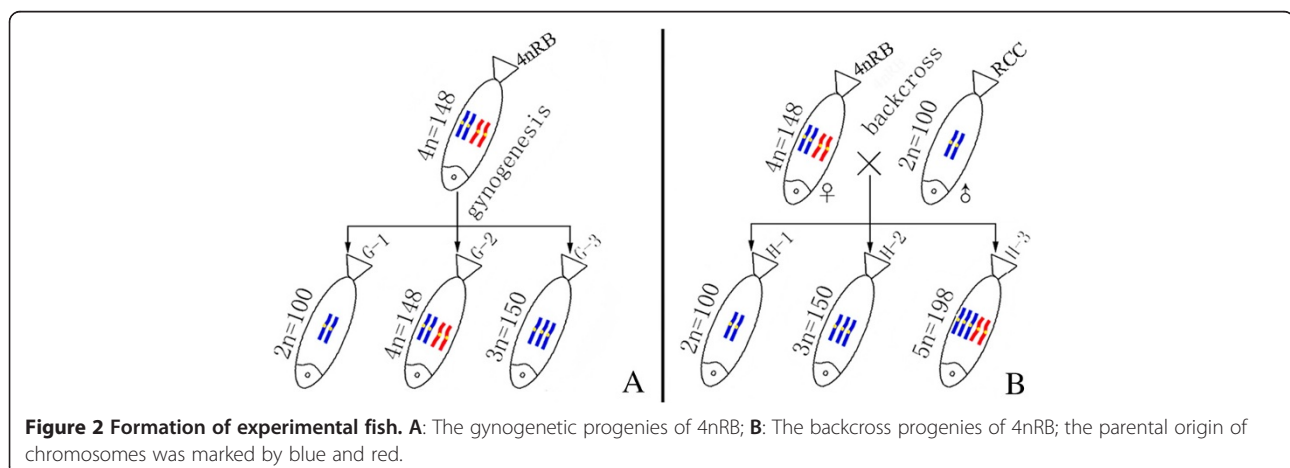 4nRB
4n=148
gynogenesis
G-1
G-2
G-3
2n=100
4n=148
3n=150
A
4nRB
RCC
backcross
4n=148
2n=100
♀
♂
H-1
H-2
H-3
2n=100
3n=150
5n=198
B
Figure 2 Formation of experimental fish. A: The gynogenetic progenies of 4nRB; B: The backcross progenies of 4nRB; the parental origin of
chromosomes was marked by blue and red.